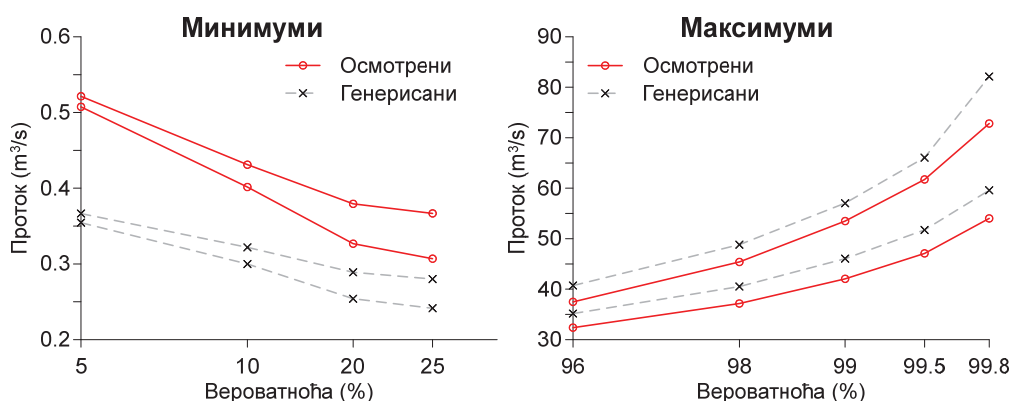 Минимуми
0.6
0.5
0.4
0.3
0.2
Проток (m³/s)
Осмотрени
Генерисани
5
10
20
25
Вероватноћа (%)
Максимуми
90
80
70
60
50
40
30
Проток (m³/s)
Осмотрени
Генерисани
96
98
99
99.5
99.8
Вероватноћа (%)